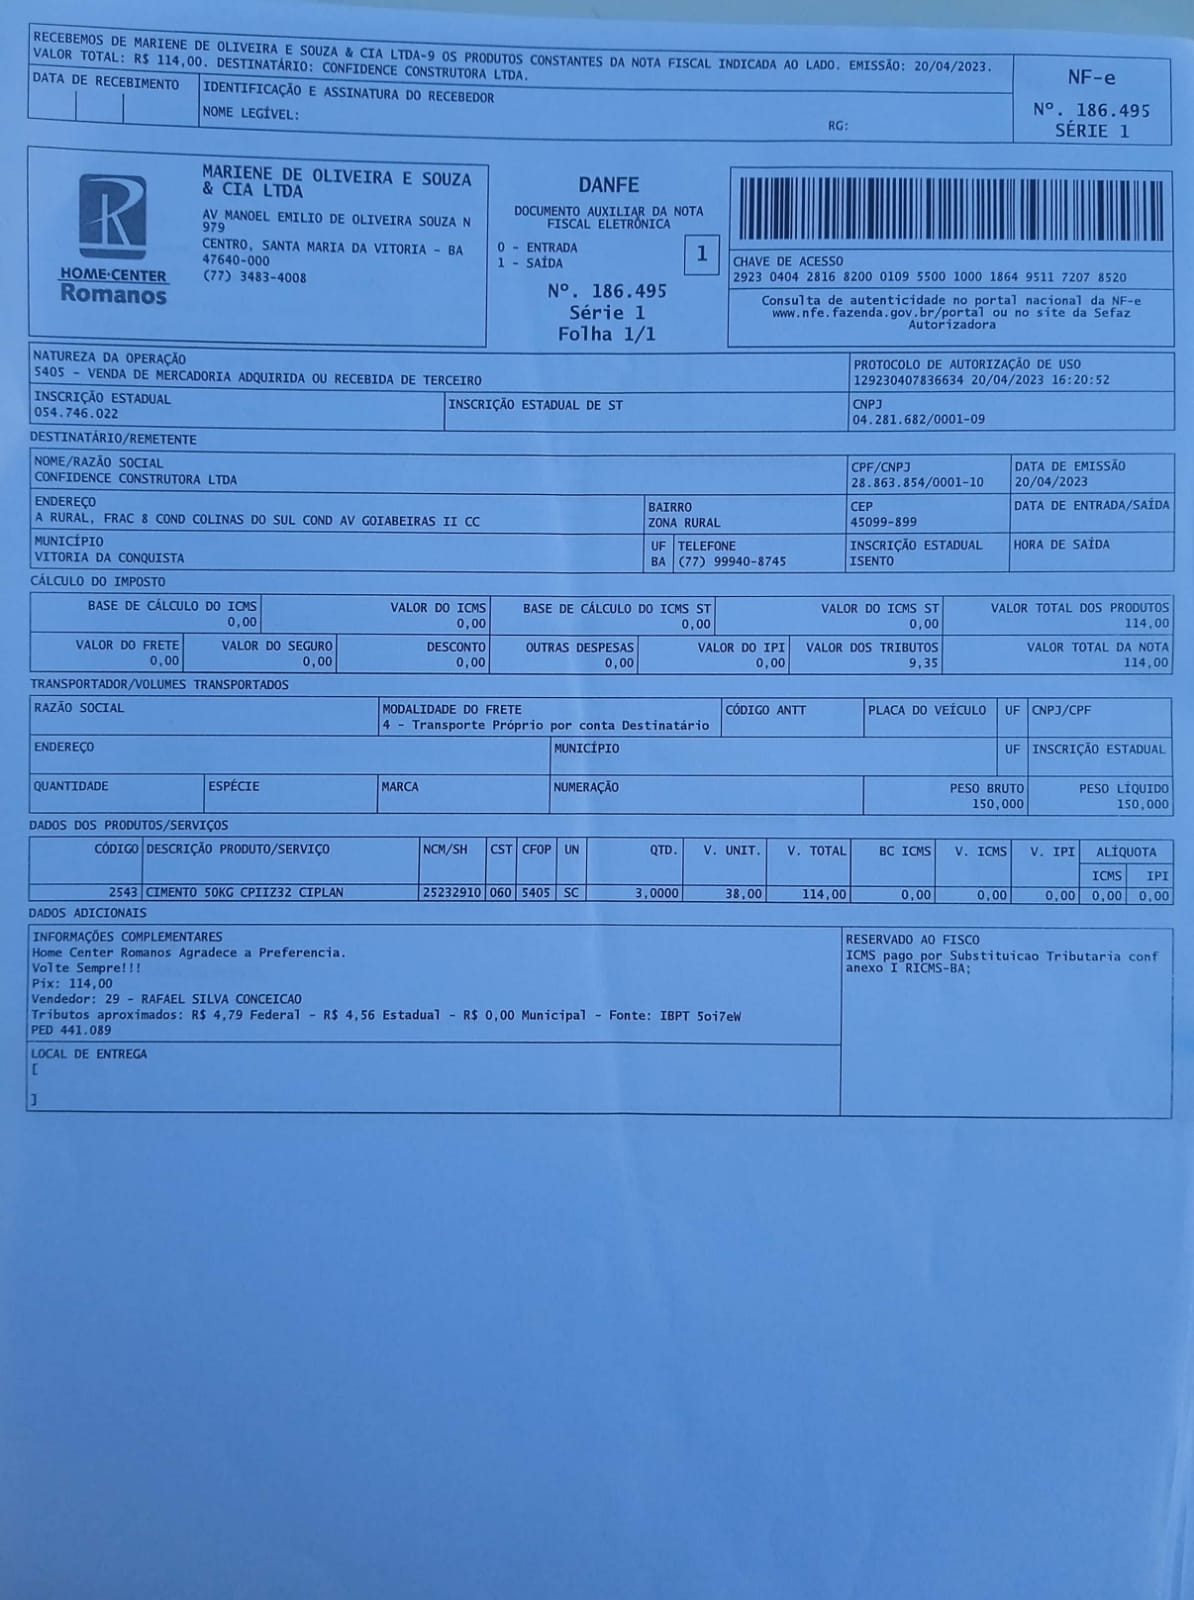 RECEBEMOS DE MARIENE DE OLIVEIRA E SOUZA & CIA LTDA-9 OS PRODUTOS CONSTANTES DA NOTA FISCAL INDICADA AO LADO. EMISSÃO: 20/04/2023.
VALOR TOTAL: R$ 114,00. DESTINATÁRIO: CONFIDENCE CONSTRUTORA LTDA.
DATA DE RECEBIMENTO
IDENTIFICAÇÃO E ASSINATURA DO RECEBEDOR
NOME LEGÍVEL:
RG:
NF-e
Nº. 186.495
SÉRIE 1
R
HOME-CENTER
Romanos
MARIENE DE OLIVEIRA E SOUZA
& CIA LTDA
AV MANOEL EMILIO DE OLIVEIRA SOUZA N
979
CENTRO, SANTA MARIA DA VITORIA - BA
47640-000
(77) 3483-4008
DANFE
DOCUMENTO AUXILIAR DA NOTA
FISCAL ELETRÔNICA
0 - ENTRADA
1 - SAÍDA
1
Nº. 186.495
Série 1
Folha 1/1
CHAVE DE ACESSO
2923 0404 2816 8200 0109 5500 1000 1864 9511 7207 8520
Consulta de autenticidade no portal nacional da NF-e
www.nfe.fazenda.gov.br/portal ou no site da Sefaz
Autorizadora
NATUREZA DA OPERAÇÃO
5405 - VENDA DE MERCADORIA ADQUIRIDA OU RECEBIDA DE TERCEIRO
PROTOCOLO DE AUTORIZAÇÃO DE USO
129230407836634 20/04/2023 16:20:52
INSCRIÇÃO ESTADUAL
054.746.022
INSCRIÇÃO ESTADUAL DE ST
CNPJ
04.281.682/0001-09
DESTINATÁRIO/REMETENTE
NOME/RAZÃO SOCIAL
CONFIDENCE CONSTRUTORA LTDA
CPF/CNPJ
28.863.854/0001-10
DATA DE EMISSÃO
20/04/2023
ENDEREÇO
A RURAL, FRAC 8 COND COLINAS DO SUL COND AV GOIABEIRAS II CC
BAIRRO
ZONA RURAL
CEP
45099-899
DATA DE ENTRADA/SAÍDA
MUNICÍPIO
VITORIA DA CONQUISTA
UF
BA
TELEFONE
(77) 99940-8745
INSCRIÇÃO ESTADUAL
ISENTO
HORA DE SAÍDA
CÁLCULO DO IMPOSTO
BASE DE CÁLCULO DO ICMS
0,00
VALOR DO ICMS
0,00
BASE DE CÁLCULO DO ICMS ST
0,00
VALOR DO ICMS ST
0,00
VALOR TOTAL DOS PRODUTOS
114,00
VALOR DO FRETE
0,00
VALOR DO SEGURO
0,00
DESCONTO
0,00
OUTRAS DESPESAS
0,00
VALOR DO IPI
0,00
VALOR DOS TRIBUTOS
9,35
VALOR TOTAL DA NOTA
114,00
TRANSPORTADOR/VOLUMES TRANSPORTADOS
RAZÃO SOCIAL
MODALIDADE DO FRETE
4 - Transporte Próprio por conta Destinatário
CÓDIGO ANTT
PLACA DO VEÍCULO
UF
CNPJ/CPF
ENDEREÇO
MUNICÍPIO
UF
INSCRIÇÃO ESTADUAL
QUANTIDADE
ESPÉCIE
MARCA
NUMERAÇÃO
PESO BRUTO
150,000
PESO LÍQUIDO
150,000
DADOS DOS PRODUTOS/SERVIÇOS
CÓDIGO DESCRIÇÃO PRODUTO/SERVIÇO NCM/SH CST CFOP UN QTD. V. UNIT. V. TOTAL BC ICMS V. ICMS V. IPI ALÍQUOTA
ICMS IPI
2543 CIMENTO 50KG CPIIZ32 CIPLAN 25232910 060 5405 SC 3,0000 38,00 114,00 0,00 0,00 0,00 0,00 0,00
DADOS ADICIONAIS
INFORMAÇÕES COMPLEMENTARES
Home Center Romanos Agradece a Preferencia.
Volte Sempre!!!
Pix: 114,00
Vendedor: 29 - RAFAEL SILVA CONCEICAO
Tributos aproximados: R$ 4,79 Federal - R$ 4,56 Estadual - R$ 0,00 Municipal - Fonte: IBPT 5oi7eW
PED 441.089
RESERVADO AO FISCO
ICMS pago por Substituicao Tributaria conf
anexo I RICMS-BA;
LOCAL DE ENTREGA
[
]